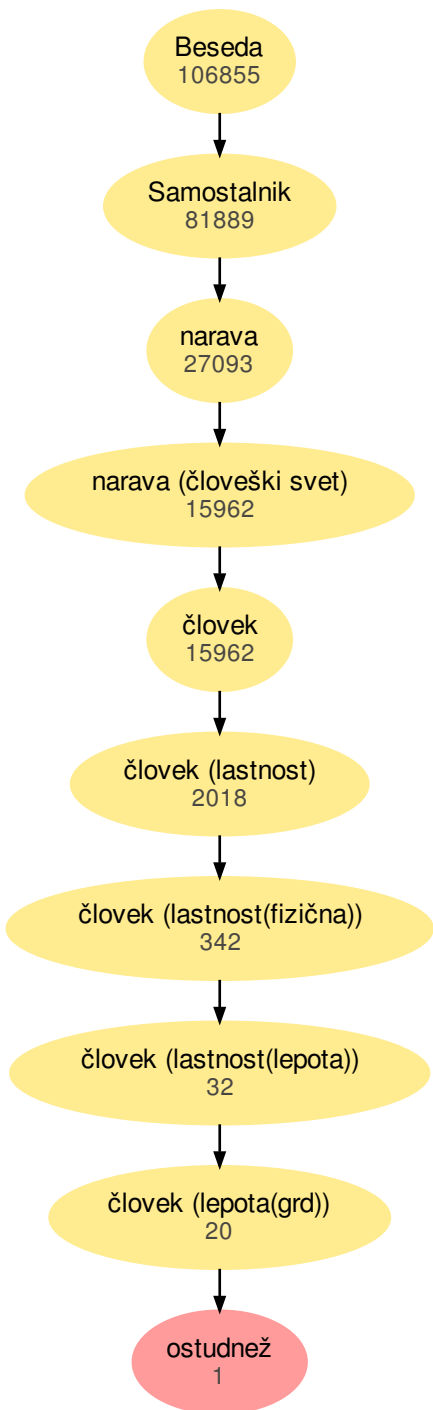 Beseda
106855
Samostalnik
81889
narava
27093
narava (človeški svet)
15962
človek
15962
človek (lastnost)
2018
človek (lastnost(fizična))
342
človek (lastnost(lepota))
32
človek (lepota(grd))
20
ostudnež
1